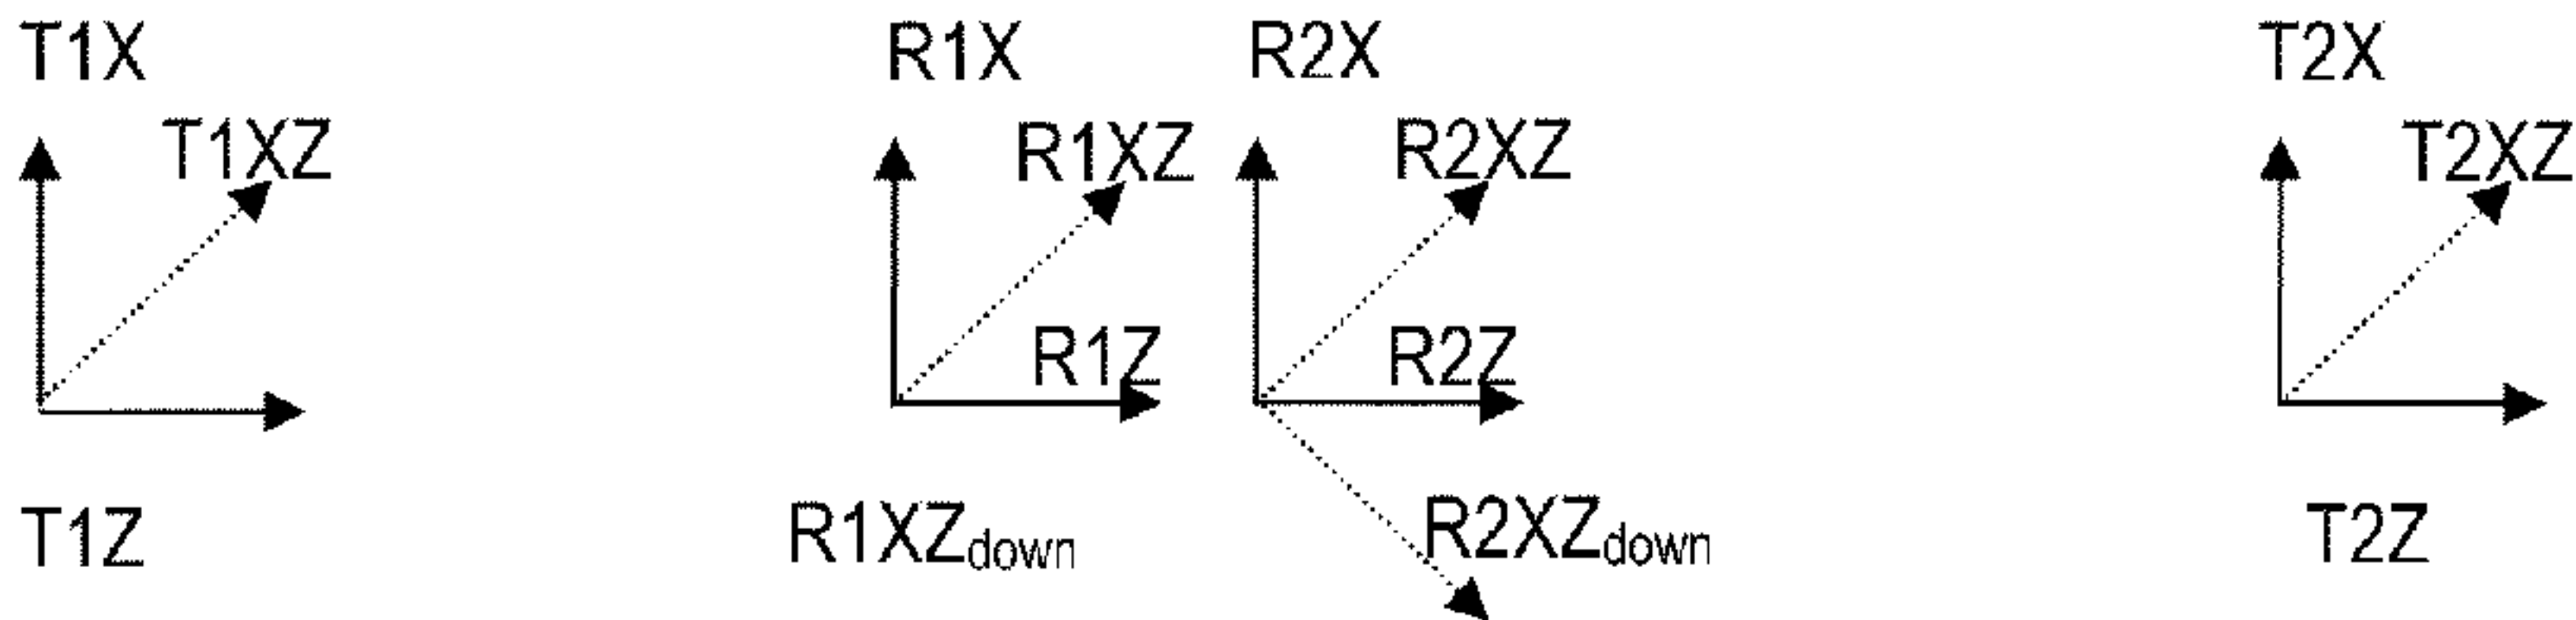 T1X R1X R2X T2X
T1XZ R1XZ R2XZ T2XZ
R1Z R2Z
T1Z R1XZdown R2XZdown T2Z